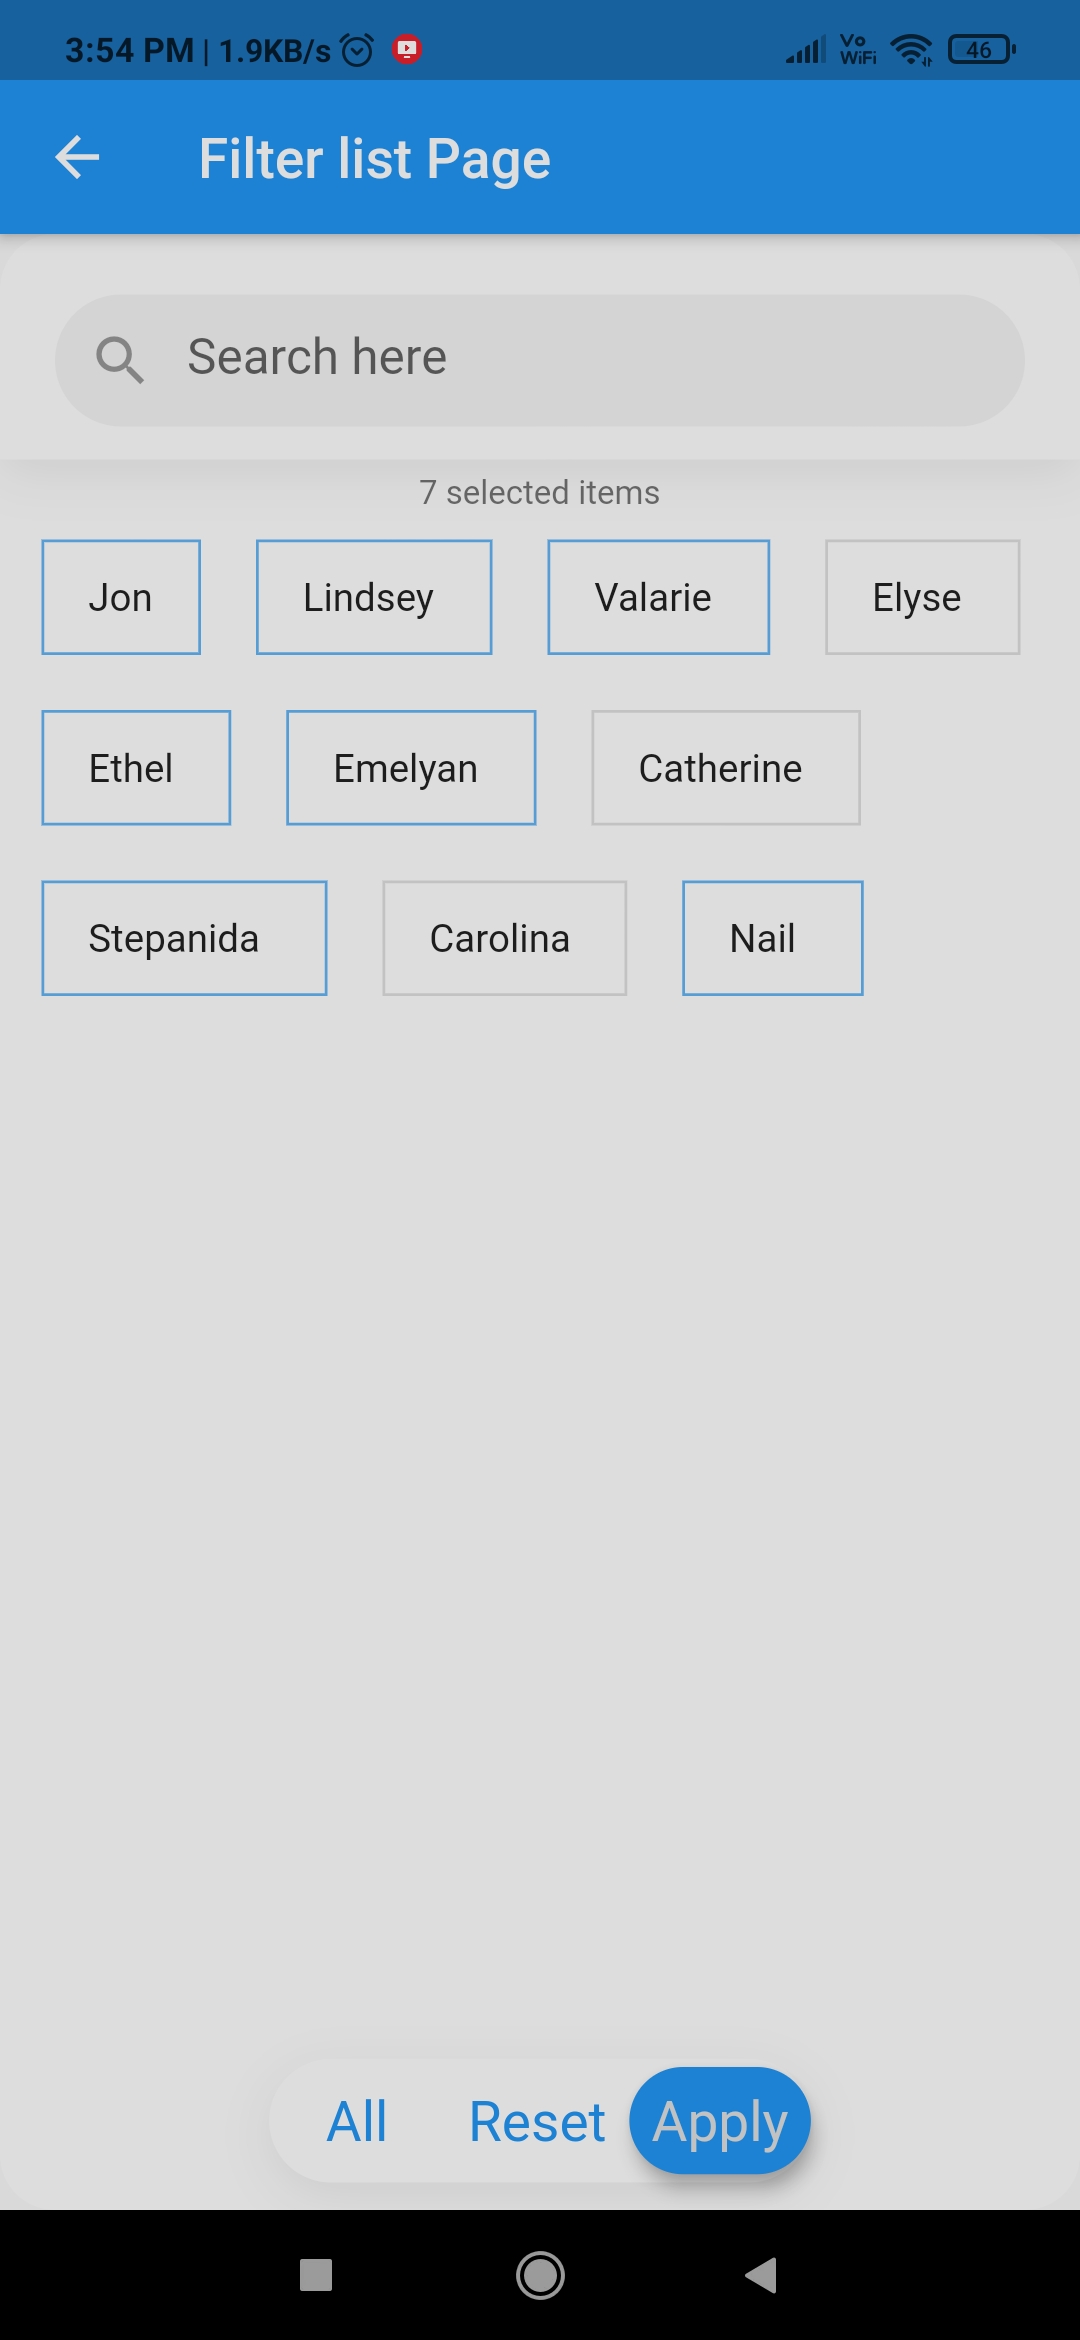 3:54 PM | 1.9KB/s Vo WiFi 46
Filter list Page
Search here
7 selected items
Jon Lindsey Valarie Elyse
Ethel Emelyan Catherine
Stepanida Carolina Nail
All Reset Apply